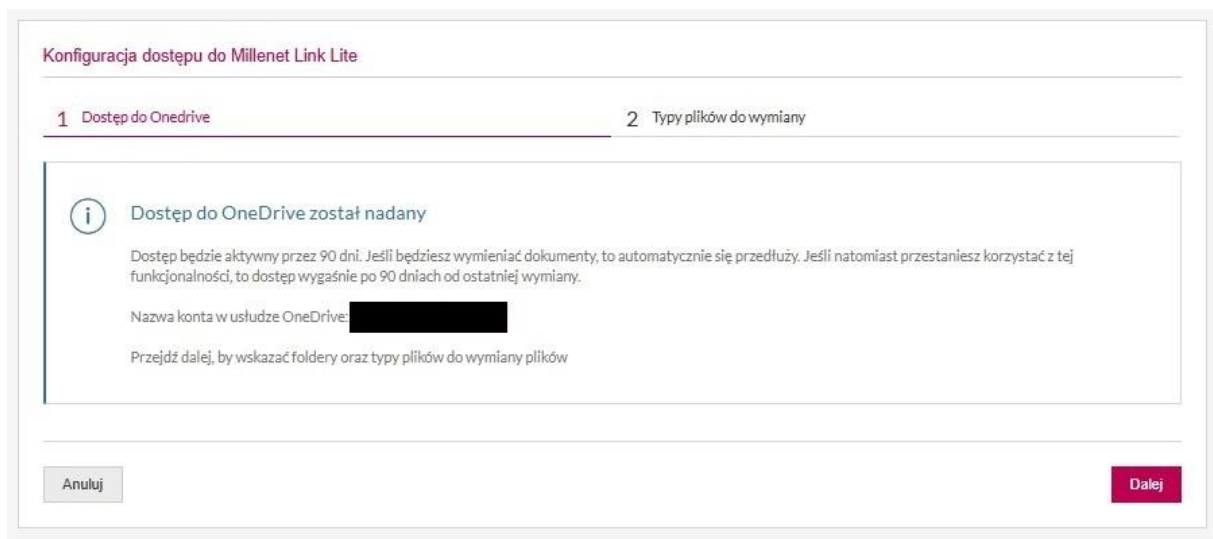 Konfiguracja dostępu do Millenet Link Lite
1 Dostęp do Onedrive
2 Typy plików do wymiany
Dostęp do OneDrive został nadany
Dostęp będzie aktywny przez 90 dni. Jeśli będziesz wymieniać dokumenty, to automatycznie się przedłuży. Jeśli natomiast przestaniesz korzystać z tej
funkcjonalności, to dostęp wygaśnie po 90 dniach od ostatniej wymiany.
Nazwa konta w usłudze OneDrive:
Przejdź dalej, by wskazać foldery oraz typy plików do wymiany plików
Anuluj
Dalej